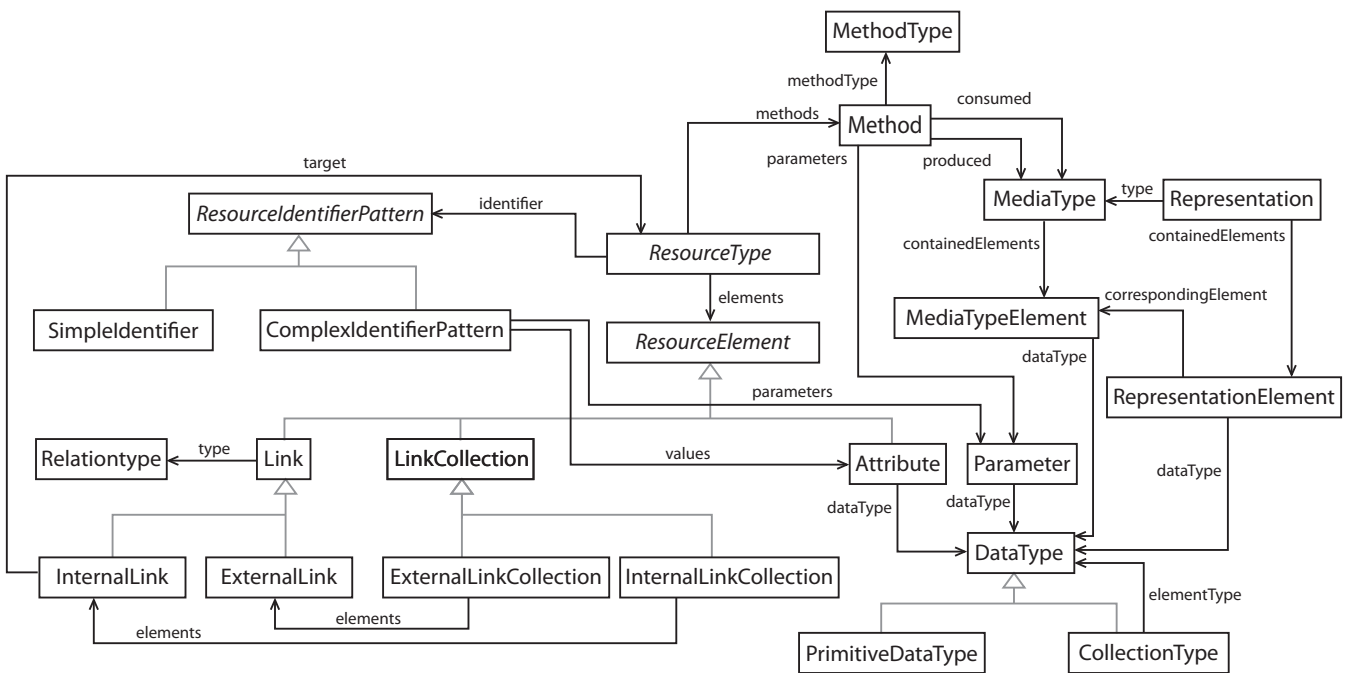 MethodType
methodType
consumed
methods
Method
parameters
produced
target
ResourceIdentifierPattern
identifier
MediaType
type
Representation
ResourceType
containedElements
containedElements
elements
correspondingElement
SimpleIdentifier
ComplexIdentifierPattern
ResourceElement
MediaTypeElement
dataType
parameters
RepresentationElement
Relationtype
type
Link
LinkCollection
values
Attribute
Parameter
dataType
dataType
dataType
InternalLink
ExternalLink
ExternalLinkCollection
InternalLinkCollection
DataType
elements
elements
elementType
PrimitiveDataType
CollectionType